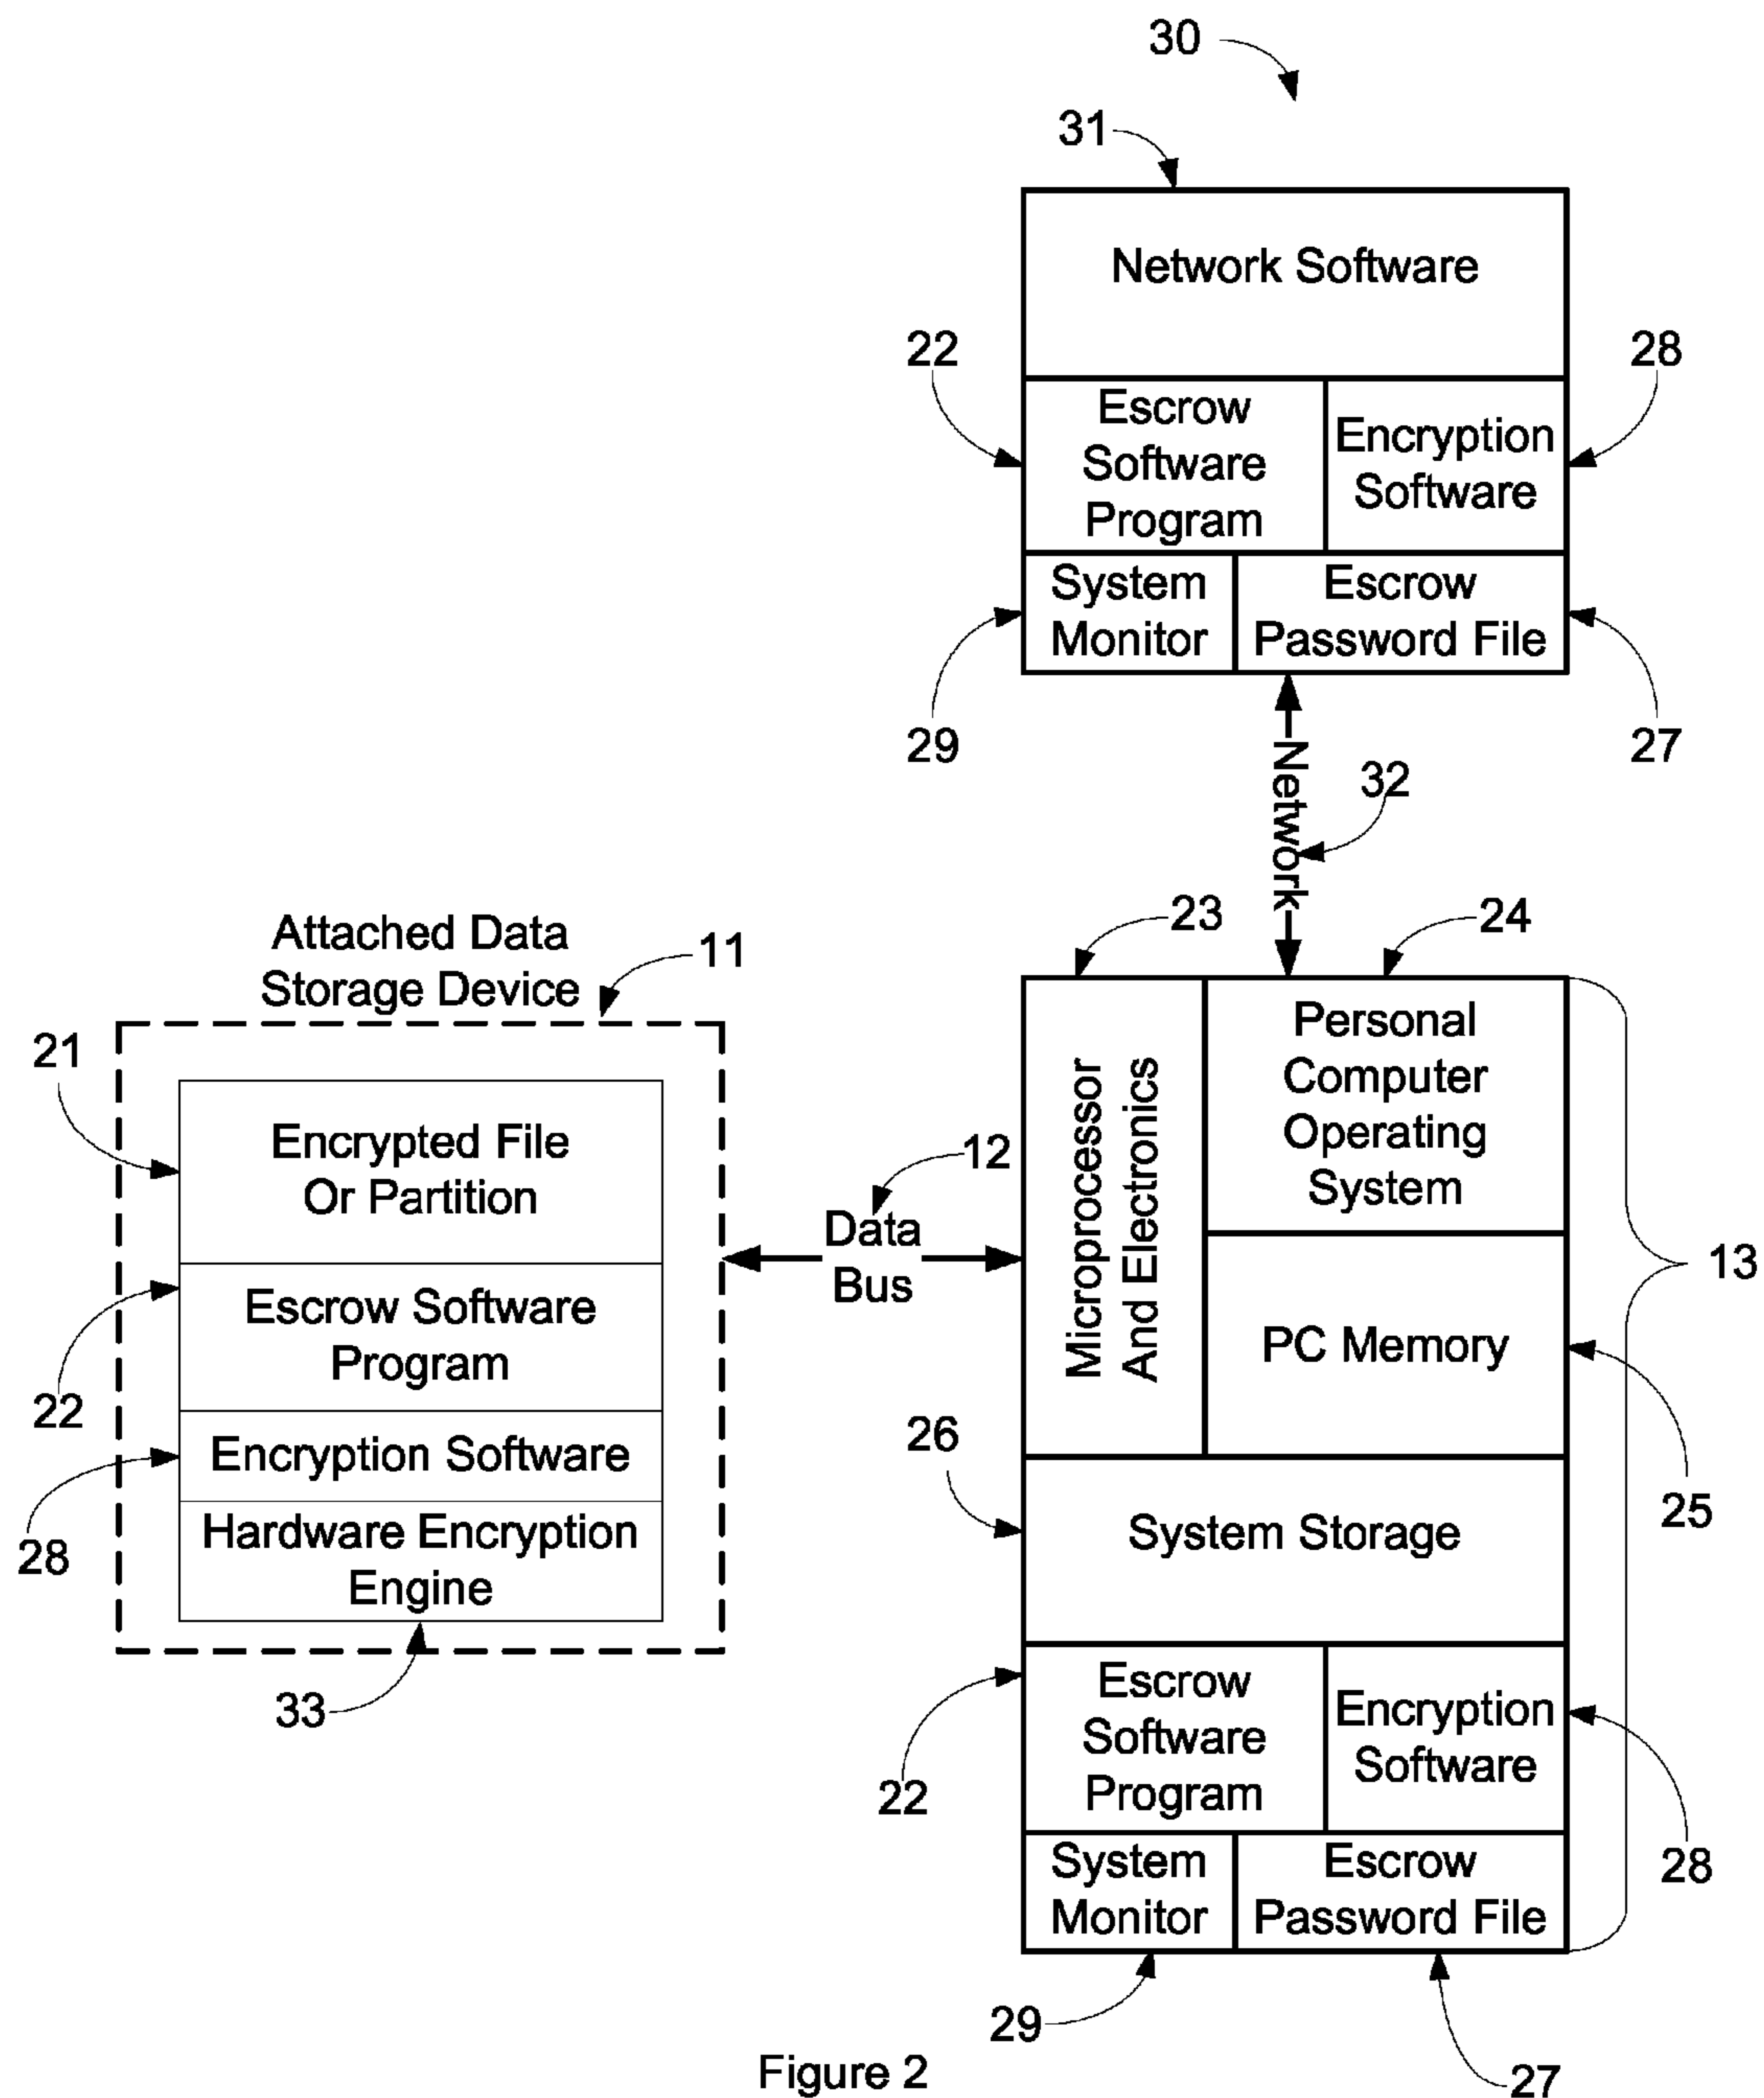 30
31
Network Software
22
28
Escrow
Software
Program
Encryption
Software
System
Monitor
Escrow
Password File
29
27
Network
32
23
24
Attached Data
Storage Device
11
21
Encrypted File
Or Partition
Escrow Software
Program
22
Encryption Software
28
Hardware Encryption
Engine
33
12
Data
Bus
Microprocessor
And Electronics
Personal
Computer
Operating
System
13
PC Memory
25
26
System Storage
Escrow
Software
Program
22
Encryption
Software
28
System
Monitor
Escrow
Password File
29
27
Figure 2